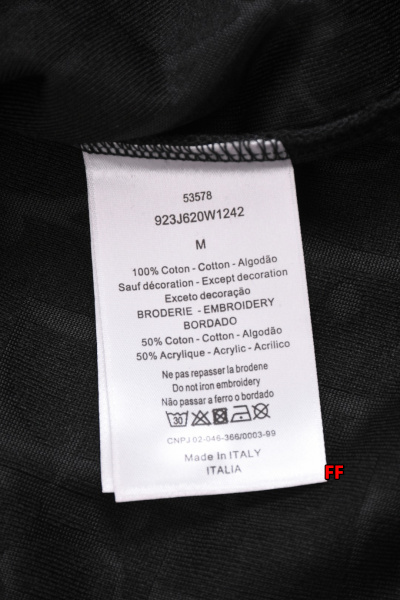 53578
923J620W1242
M
100% Coton - Cotton - Algodão
Sauf décoration - Except decoration
Exceto decoração
BRODERIE - EMBROIDERY
BORDADO
50% Coton - Cotton - Algodão
50% Acrylique - Acrylic - Acrilico
Ne pas repasser la broderie
Do not iron embroidery
Não passar a ferro o bordado
30
CNPJ 02-046-366/0003-99
Made in ITALY
ITALIA
FF